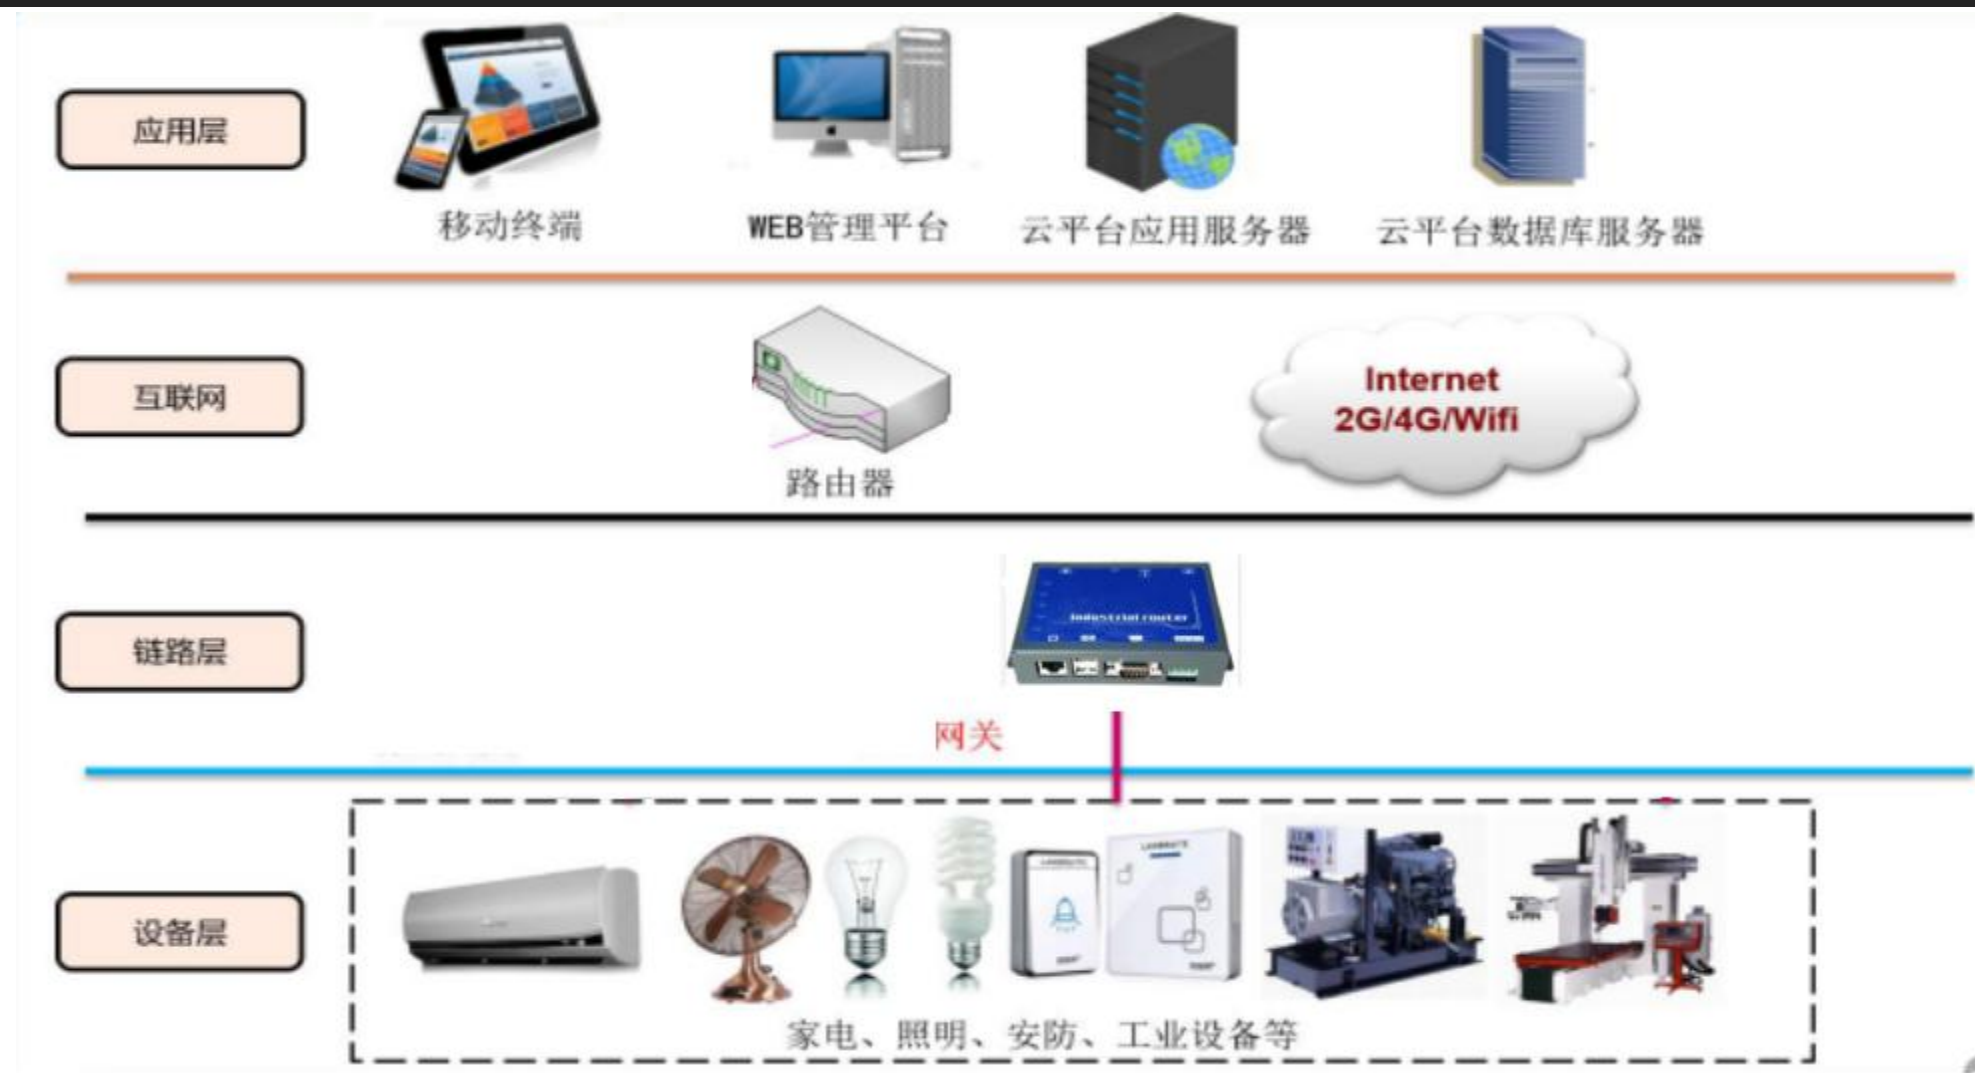 应用层
移动终端
WEB管理平台
云平台应用服务器
云平台数据库服务器
互联网
路由器
Internet
2G/4G/Wifi
链路层
industrial router
网关
设备层
家电、照明、安防、工业设备等